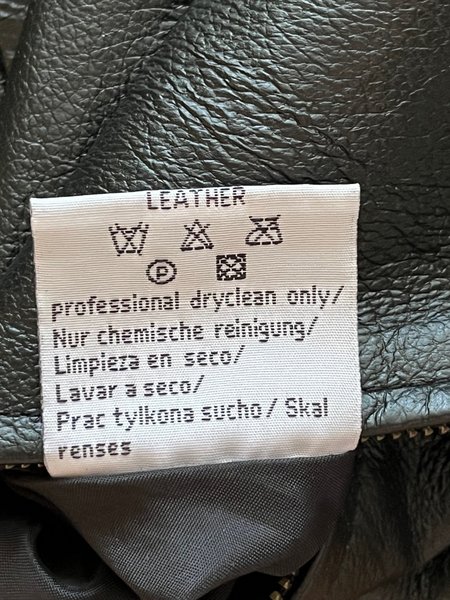 LEATHER
P
professional dryclean only/
Nur chemische reinigung/
Limpieza en seco/
Lavar a seco/
Prac tylkona sucho / Skal
renses